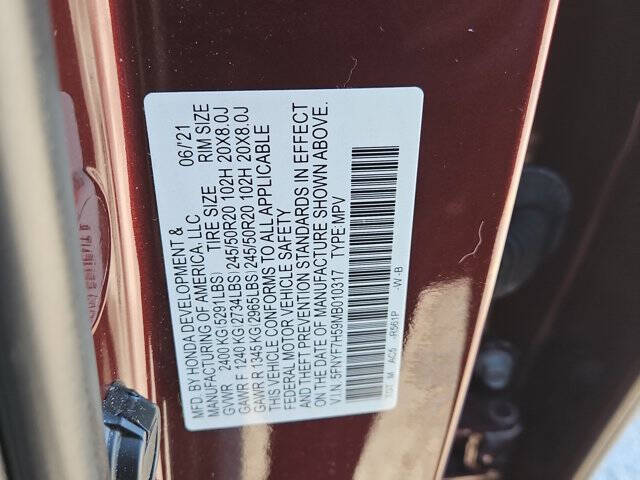 MFD. BY HONDA DEVELOPMENT & 06/'21
MANUFACTURING OF AMERICA, LLC
TIRE SIZE RIM SIZE
GVWR 2400 KG(5291LBS)
GAWR F 1240 KG(2734LBS) 245/50R20 102H 20X8.0J
GAWR R 1345 KG(2965LBS) 245/50R20 102H 20X8.0J
THIS VEHICLE CONFORMS TO ALL APPLICABLE
FEDERAL MOTOR VEHICLE SAFETY
AND THEFT PREVENTION STANDARDS IN EFFECT
ON THE DATE OF MANUFACTURE SHOWN ABOVE.
V.I.N. 5FNYF7H59MB010317 TYPE:MPV
AC6 -R561P -W -B